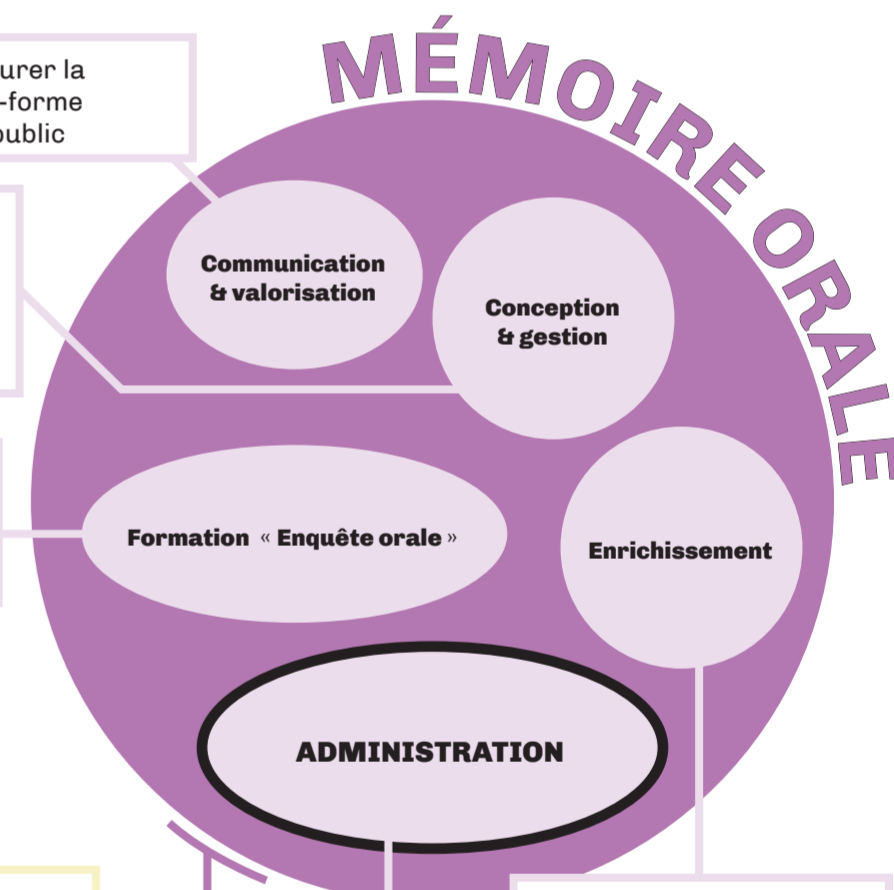 urer la
-forme
public
MÉMOIRE ORALE
Communication
& valorisation
Conception
& gestion
Formation « Enquête orale »
Enrichissement
ADMINISTRATION